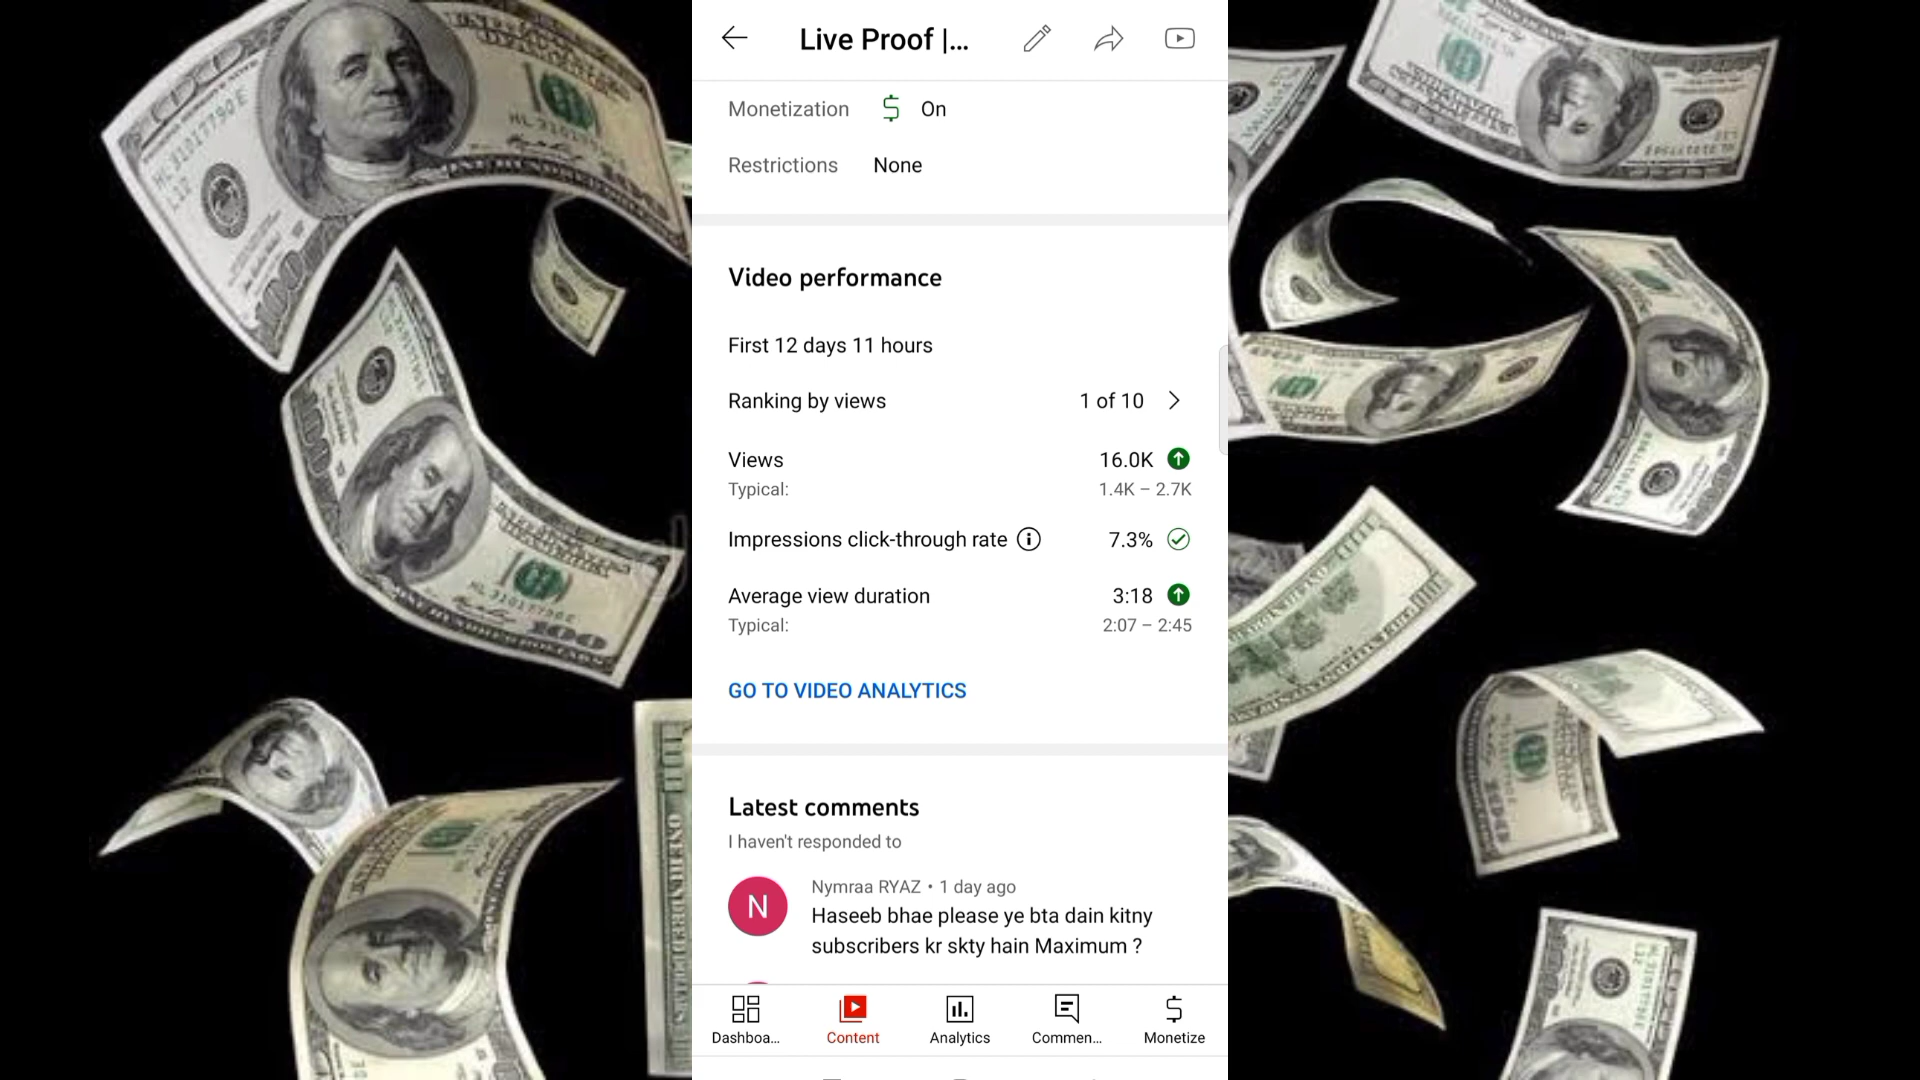 Live Proof |...
Monetization $ On
Restrictions None
Video performance
First 12 days 11 hours
Ranking by views 1 of 10
Views 16.0K
Typical: 1.4K – 2.7K
Impressions click-through rate 7.3%
Average view duration 3:18
Typical: 2:07 – 2:45
GO TO VIDEO ANALYTICS
Latest comments
I haven't responded to
N
Nymraa RYAZ • 1 day ago
Haseeb bhae please ye bta dain kitny
subscribers kr skty hain Maximum ?
Dashboa... Content Analytics Commen... Monetize